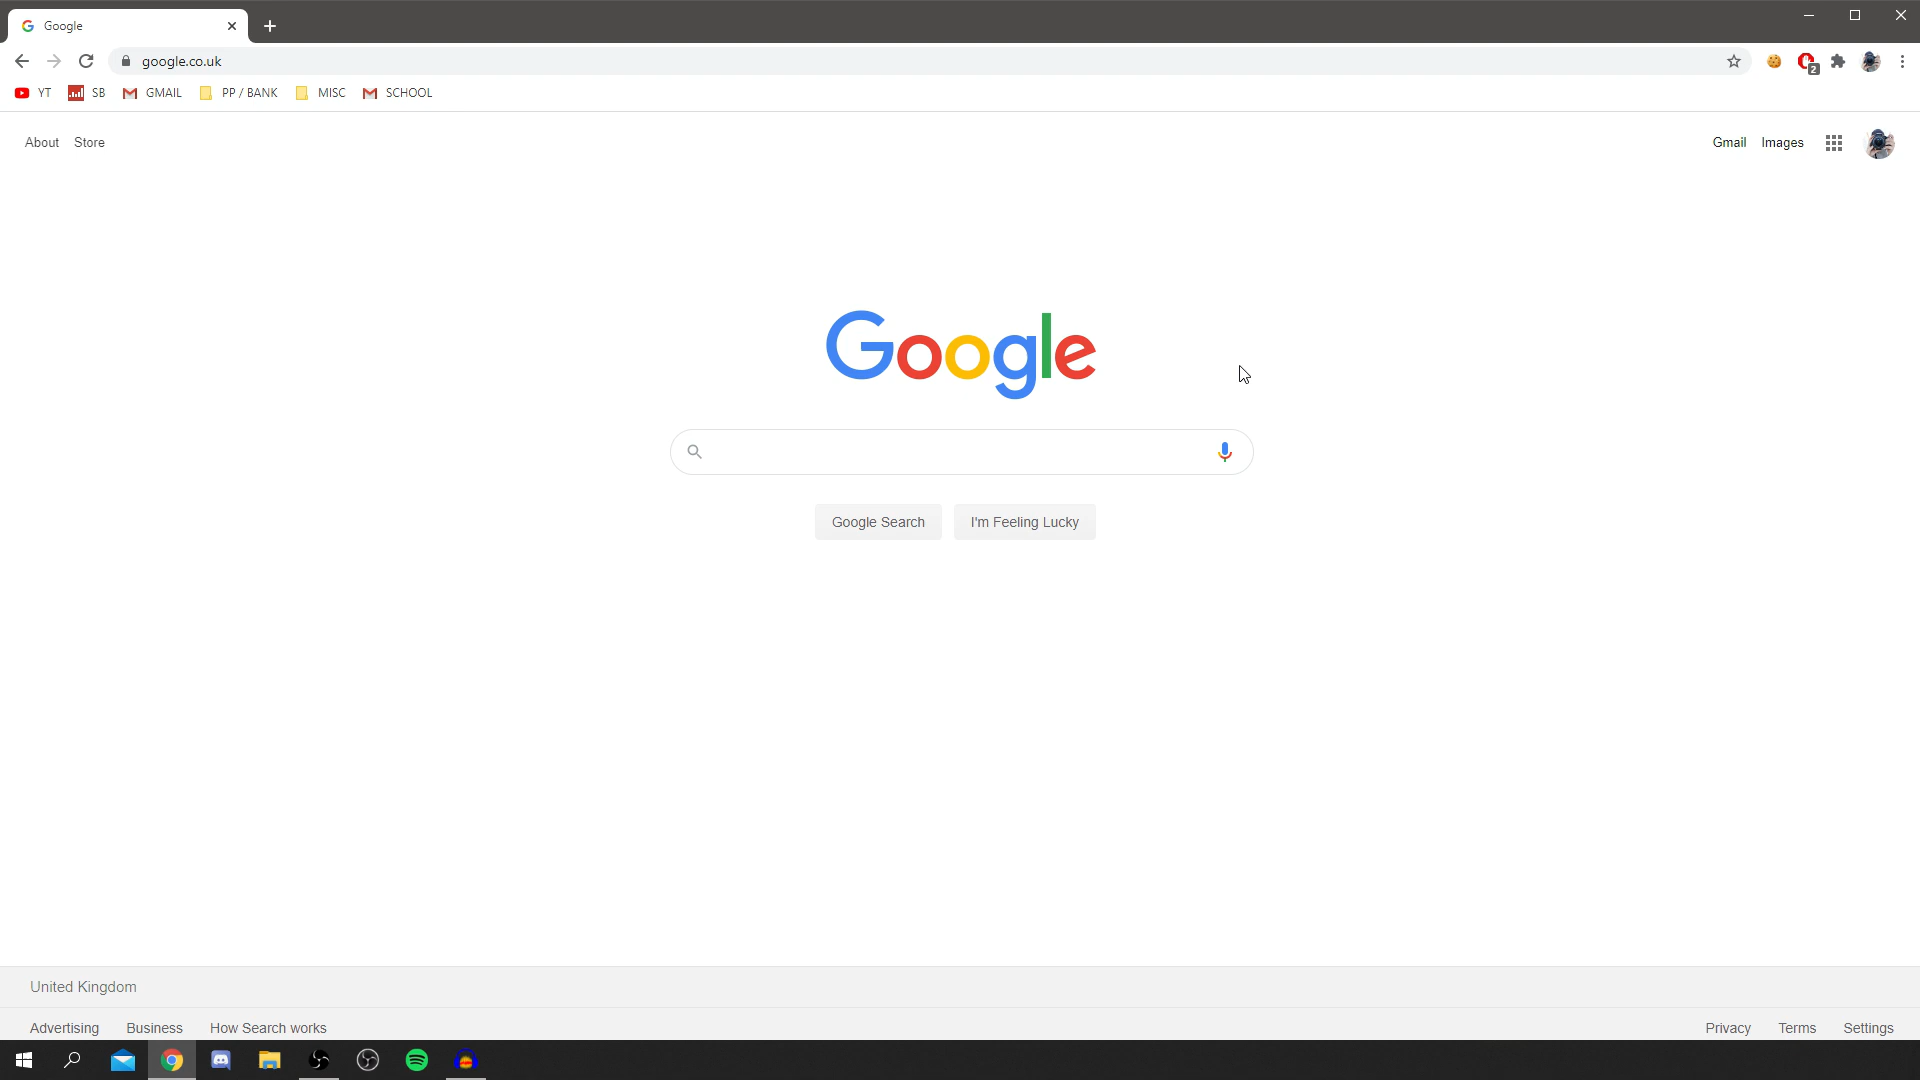 Google
google.co.uk
2
YT SB GMAIL PP / BANK MISC SCHOOL
About Store Gmail Images
Google
Google Search I'm Feeling Lucky
United Kingdom
Advertising Business How Search works Privacy Terms Settings